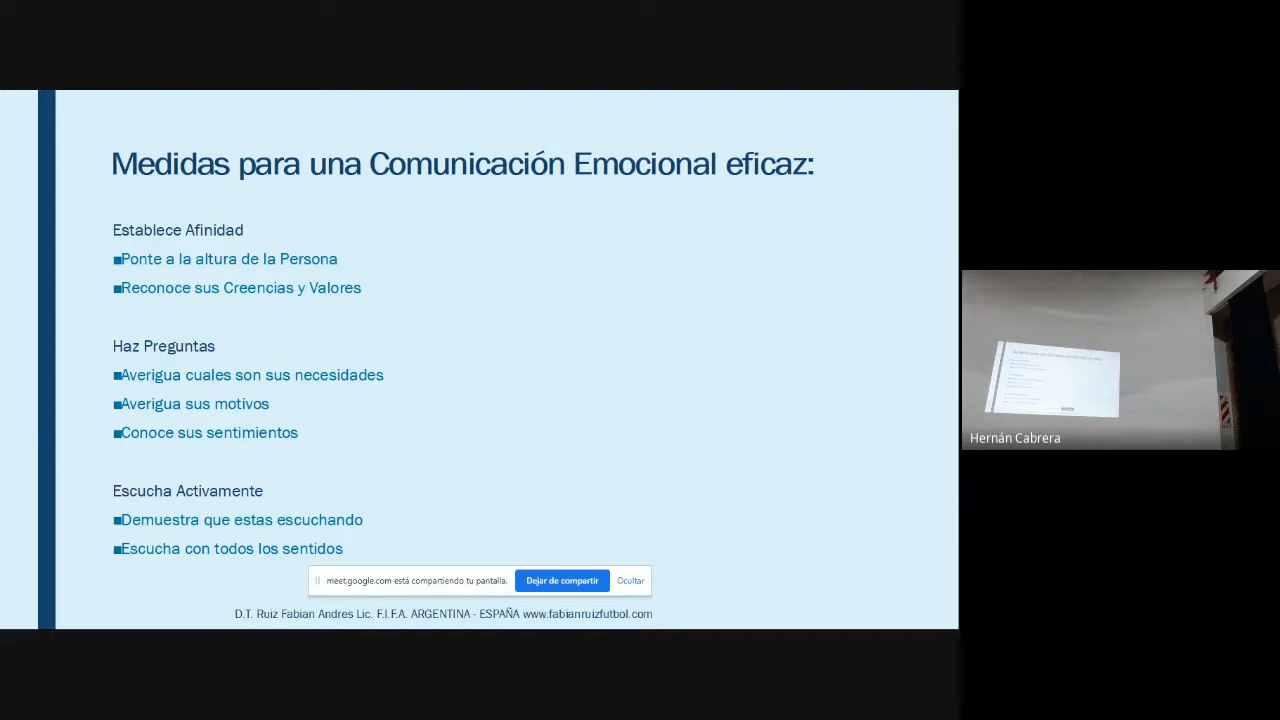 Medidas para una Comunicación Emocional eficaz:
Establece Afinidad
■Ponte a la altura de la Persona
■Reconoce sus Creencias y Valores
Haz Preguntas
■Averigua cuales son sus necesidades
■Averigua sus motivos
■Conoce sus sentimientos
Escucha Activamente
■Demuestra que estas escuchando
■Escucha con todos los sentidos
meet.google.com está compartiendo tu pantalla.
Dejar de compartir
Ocultar
D.T. Ruiz Fabian Andres Lic. F.I.F.A. ARGENTINA - ESPAÑA www.fabianruizfutbol.com
Hernán Cabrera